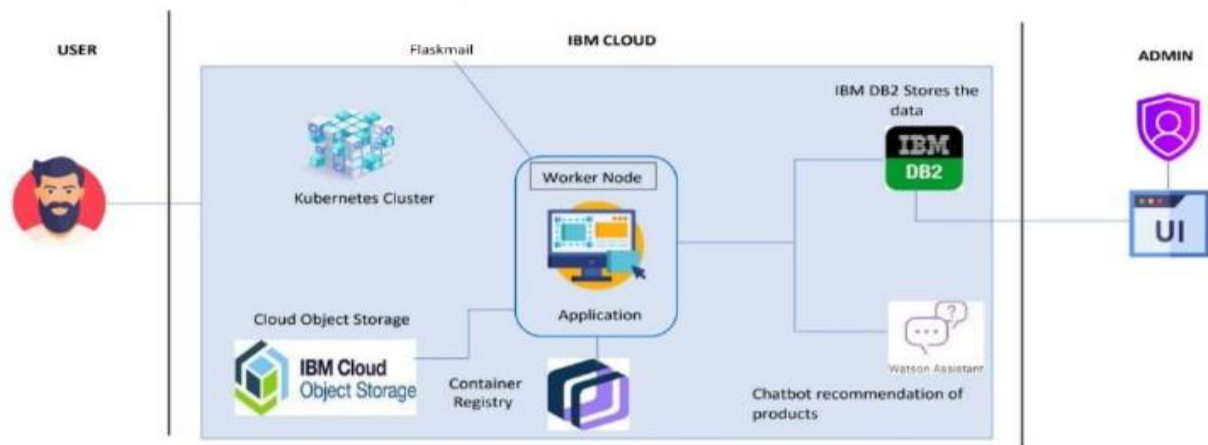 USER
Flaskmail
IBM CLOUD
ADMIN
IBM DB2 Stores the
data
IBM
DB2
Kubernetes Cluster
Worker Node
UI
Application
Cloud Object Storage
IBM Cloud
Object Storage
Container
Registry
?
Watson Assistant
Chatbot recommendation of
products